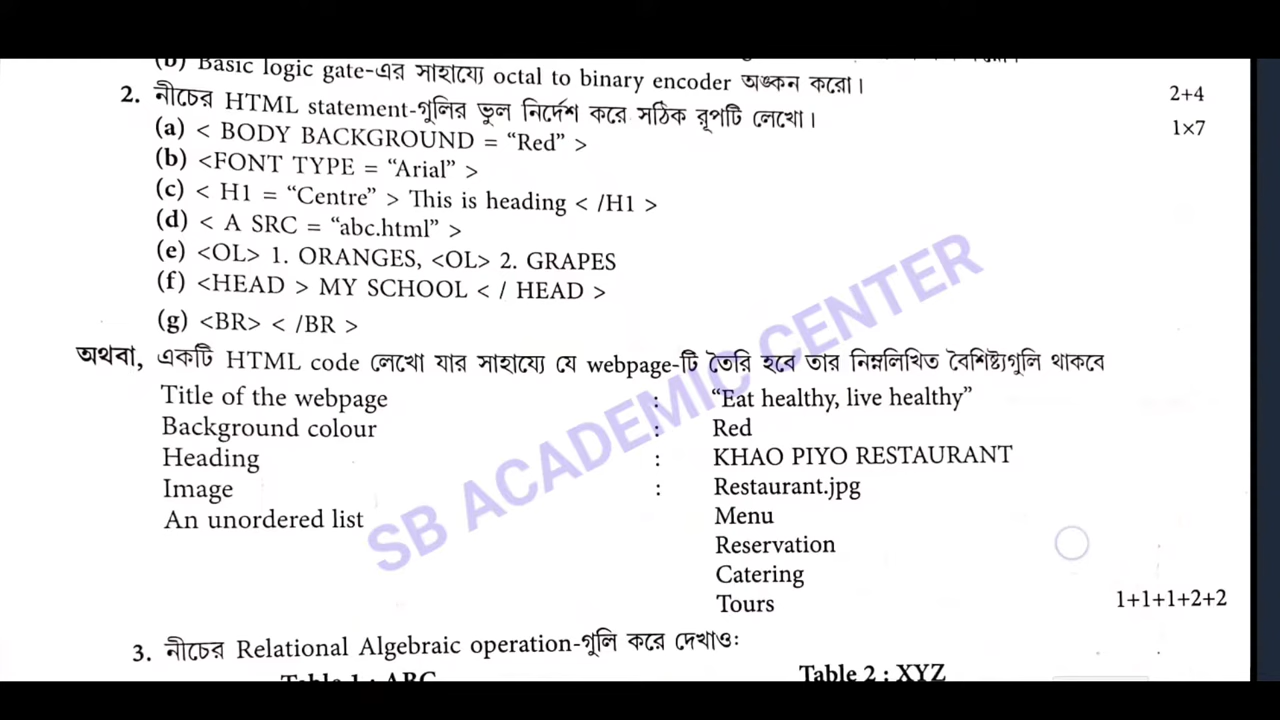 (b) Basic logic gate-এর সাহায্যে octal to binary encoder অঙ্কন করো।
2+4
2. নীচের HTML statement-গুলির ভুল নির্দেশ করে সঠিক রূপটি লেখো।
1×7
(a) < BODY BACKGROUND = “Red” >
(b) <FONT TYPE = “Arial” >
(c) < H1 = “Centre” > This is heading < /H1 >
(d) < A SRC = “abc.html” >
(e) <OL> 1. ORANGES, <OL> 2. GRAPES
(f) <HEAD > MY SCHOOL < / HEAD >
(g) <BR> < /BR >
অথবা, একটি HTML code লেখো যার সাহায্যে যে webpage-টি তৈরি হবে তার নিম্নলিখিত বৈশিষ্ট্যগুলি থাকবে
Title of the webpage : “Eat healthy, live healthy”
Background colour : Red
Heading : KHAO PIYO RESTAURANT
Image : Restaurant.jpg
An unordered list Menu
Reservation
Catering
Tours 1+1+1+2+2
SB ACADEMIC CENTER
3. নীচের Relational Algebraic operation-গুলি করে দেখাও:
Table 1 : ABC Table 2 : XYZ